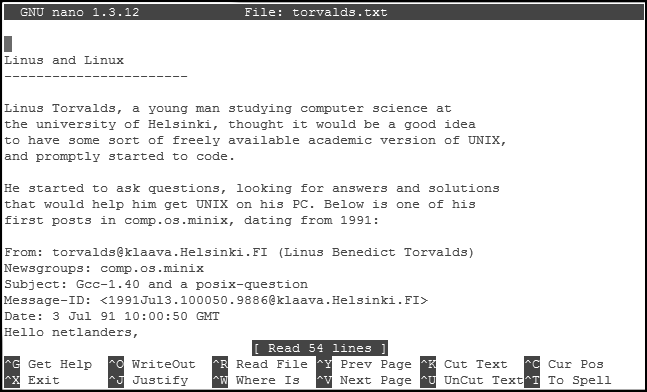 GNU nano 1.3.12 File: torvalds.txt
Linus and Linux
-----------------------
Linus Torvalds, a young man studying computer science at
the university of Helsinki, thought it would be a good idea
to have some sort of freely available academic version of UNIX,
and promptly started to code.
He started to ask questions, looking for answers and solutions
that would help him get UNIX on his PC. Below is one of his
first posts in comp.os.minix, dating from 1991:
From: torvalds@klaava.Helsinki.FI (Linus Benedict Torvalds)
Newsgroups: comp.os.minix
Subject: Gcc-1.40 and a posix-question
Message-ID: <1991Jul3.100050.9886@klaava.Helsinki.FI>
Date: 3 Jul 91 10:00:50 GMT
Hello netlanders,
[ Read 54 lines ]
^G Get Help ^O WriteOut ^R Read File ^Y Prev Page ^K Cut Text ^C Cur Pos
^X Exit ^J Justify ^W Where Is ^V Next Page ^U UnCut Text ^T To Spell